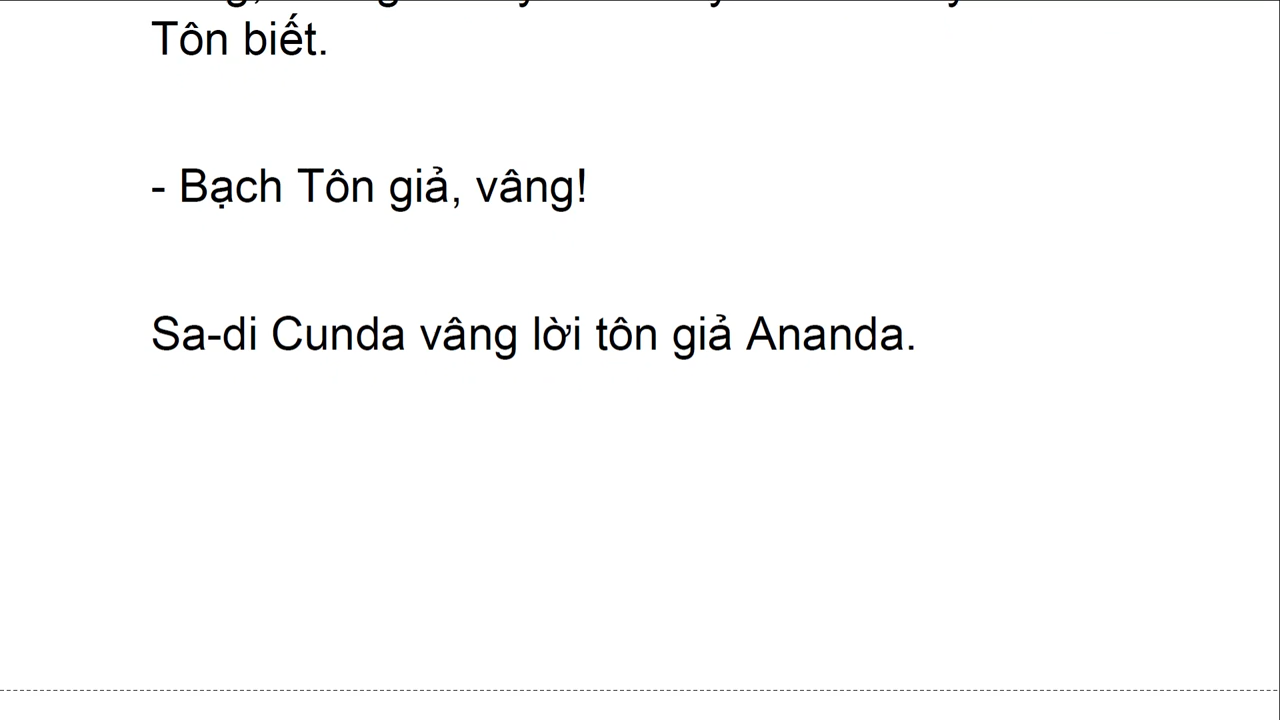 Tôn biết.
- Bạch Tôn giả, vâng!
Sa-di Cunda vâng lời tôn giả Ananda.